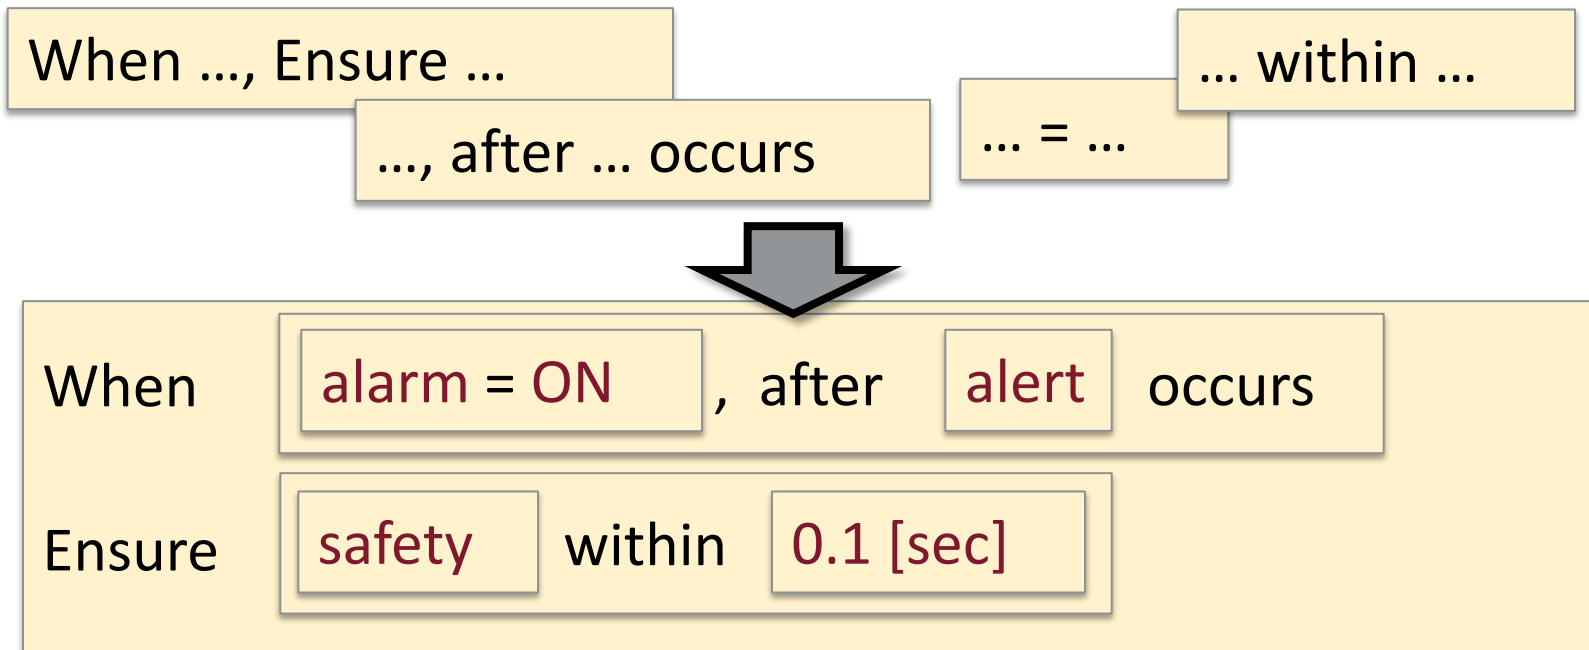 When …, Ensure …
… within …
… = …
…, after … occurs
When alarm = ON , after alert occurs
Ensure safety within 0.1 [sec]